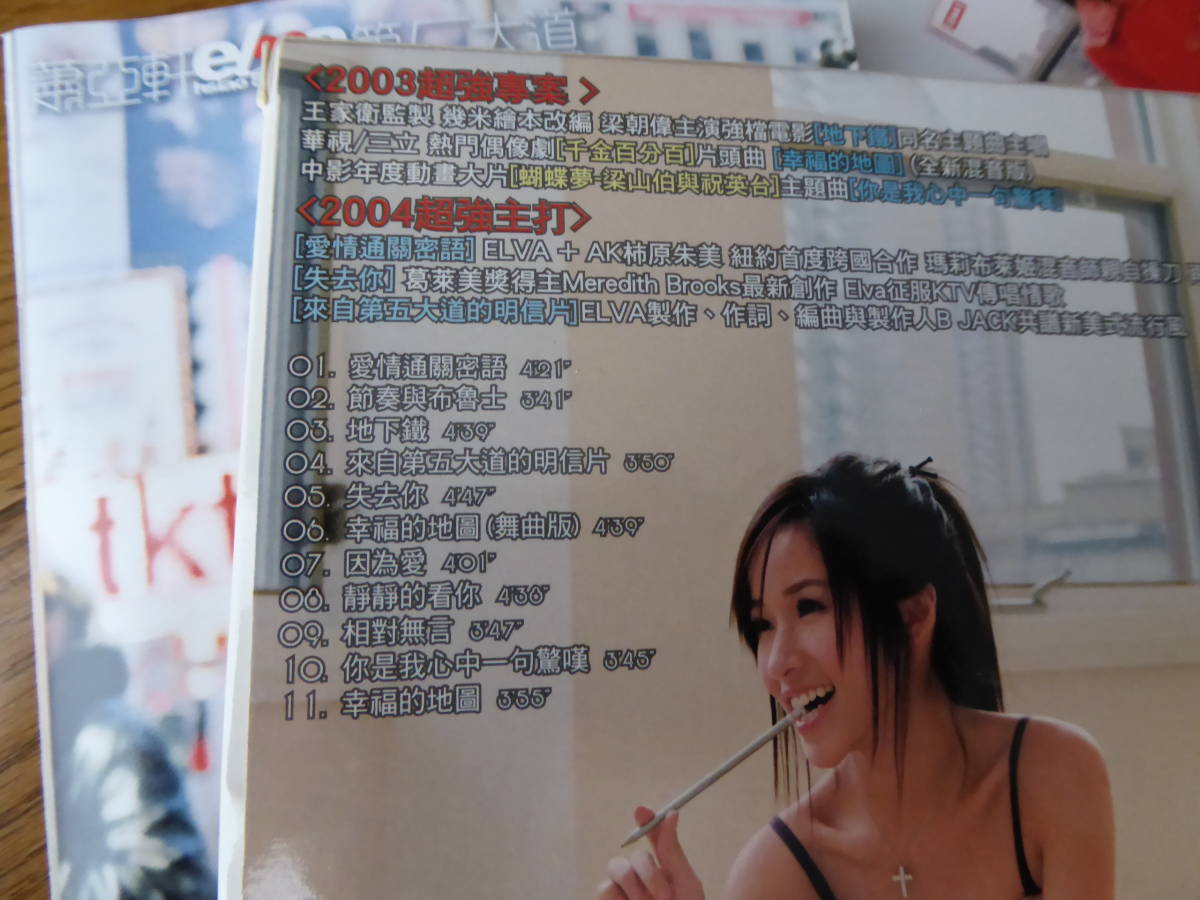 蕭亞軒elva第五大道
<2003超強專案>
王家衛監製 幾米繪本改編 梁朝偉主演強檔電影[地下鐵]同名主題曲主唱
華視/三立 熱門偶像劇[千金百分百]片頭曲 [幸福的地圖] (全新混音版)
中影年度動畫大片[蝴蝶夢-梁山伯與祝英台]主題曲[你是我心中一句驚嘆]
<2004超強主打>
[愛情通關密語] ELVA + AK柿原朱美 紐約首度跨國合作 瑪莉布萊姬混音師親自操刀
[失去你] 葛萊美獎得主Meredith Brooks最新創作 Elva征服KTV傳唱情歌
[來自第五大道的明信片]ELVA製作、作詞、編曲與製作人B JACK共譜新美式流行風
01. 愛情通關密語 4'21"
02. 節奏與布魯士 3'41"
03. 地下鐵 4'39"
04. 來自第五大道的明信片 3'50"
05. 失去你 4'47"
06. 幸福的地圖 (舞曲版) 4'39"
07. 因為愛 4'01"
08. 靜靜的看你 4'36"
09. 相對無言 3'47"
10. 你是我心中一句驚嘆 3'45"
11. 幸福的地圖 3'55"
tkt